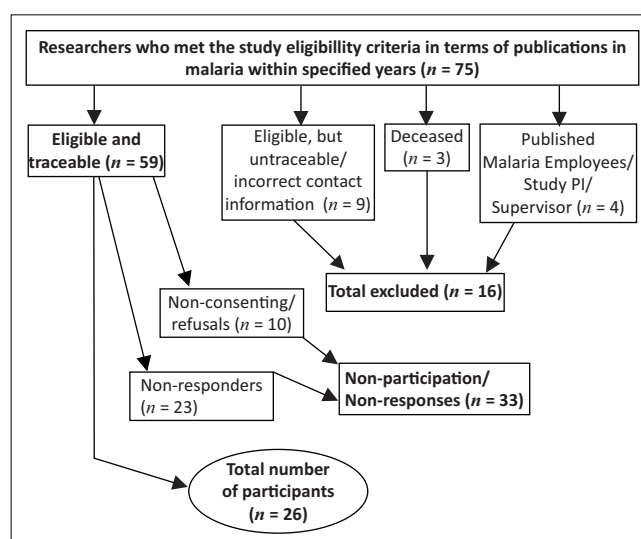 Researchers who met the study eligibillity criteria in terms of publications in
malaria within specified years (n = 75)
Eligible and
traceable (n = 59)
Eligible, but
untraceable/
incorrect contact
information (n = 9)
Deceased
(n = 3)
Published
Malaria Employees/
Study PI/
Supervisor (n = 4)
Total excluded (n = 16)
Non-consenting/
refusals (n = 10)
Non-responders
(n = 23)
Non-participation/
Non-responses (n = 33)
Total number
of participants
(n = 26)